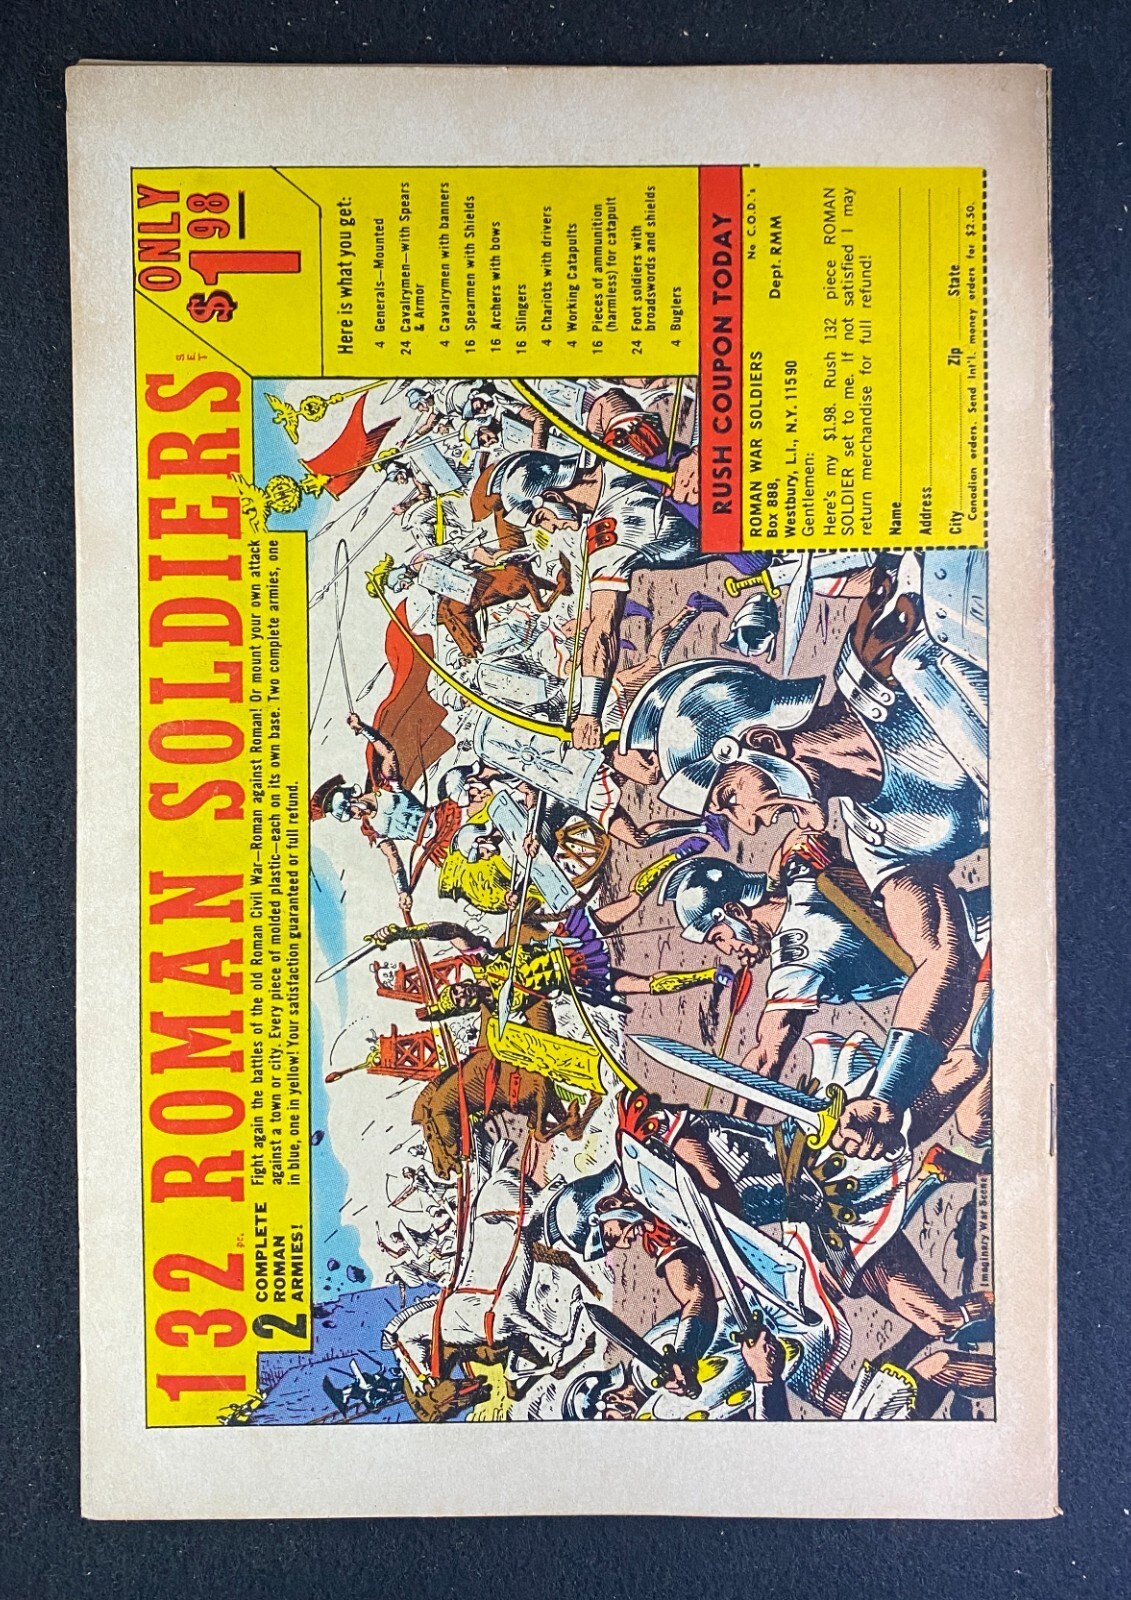 132 PC. ROMAN SOLDIERS SET
ONLY
$1.98
2 COMPLETE
ROMAN
ARMIES!
Fight again the battles of the old Roman Civil War—Roman against Roman! Or mount your own attack
against a town or city. Every piece of molded plastic—each on its own base. Two complete armies, one
in blue, one in yellow! Your satisfaction guaranteed or full refund.
Here is what you get:
4 Generals—Mounted
24 Cavalrymen—with Spears
& Armor
4 Cavalrymen with banners
16 Spearmen with Shields
16 Archers with bows
16 Slingers
4 Chariots with drivers
4 Working Catapults
16 Pieces of ammunition
(harmless) for catapult
24 Foot soldiers with
broadswords and shields
4 Buglers
RUSH COUPON TODAY
No C.O.D.'s
ROMAN WAR SOLDIERS
Box 888, Dept. RMM
Westbury, L.I., N.Y. 11590
Gentlemen:
Here's my $1.98. Rush 132 piece ROMAN
SOLDIER set to me. If not satisfied I may
return merchandise for full refund!
Name
Address
City Zip State
Canadian orders. Send Int'l. money orders for $2.50.
Imaginary War Scene